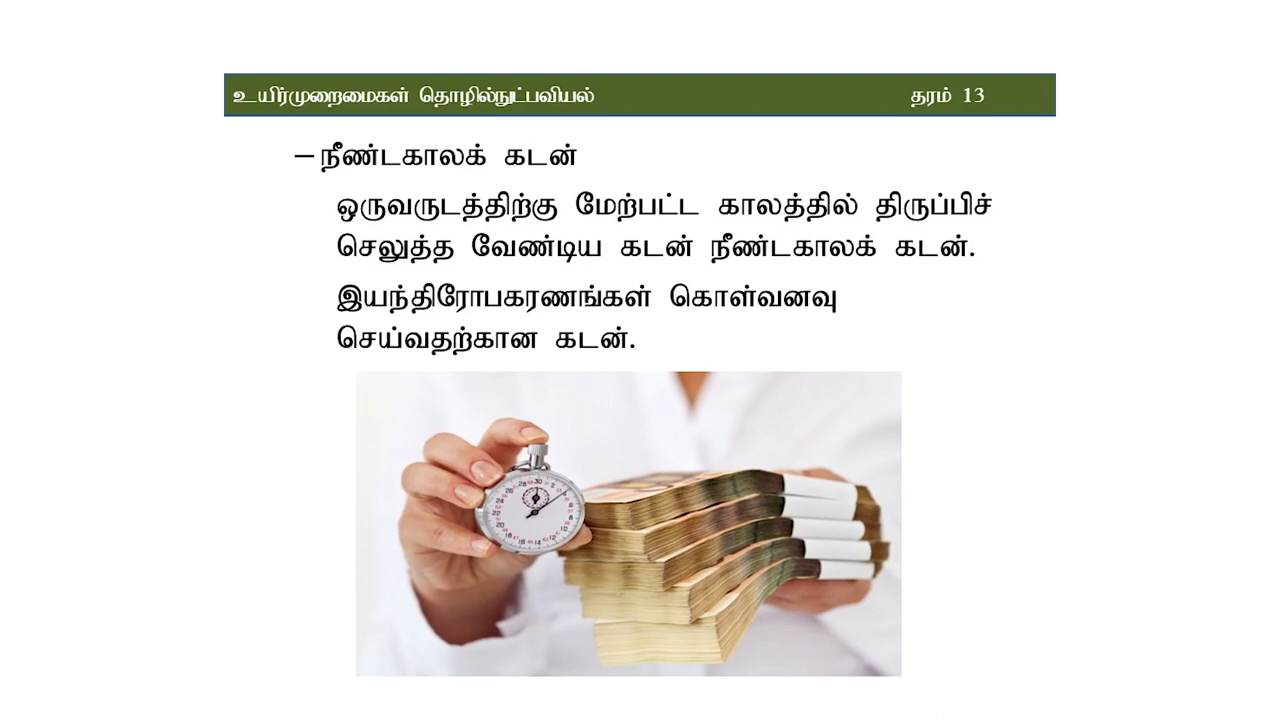 உயிர்முறைமைகள் தொழில்நுட்பவியல் தரம் 13
– நீண்டகாலக் கடன்
ஒருவருடத்திற்கு மேற்பட்ட காலத்தில் திருப்பிச்
செலுத்த வேண்டிய கடன் நீண்டகாலக் கடன்.
இயந்திரோபகரணங்கள் கொள்வனவு
செய்வதற்கான கடன்.